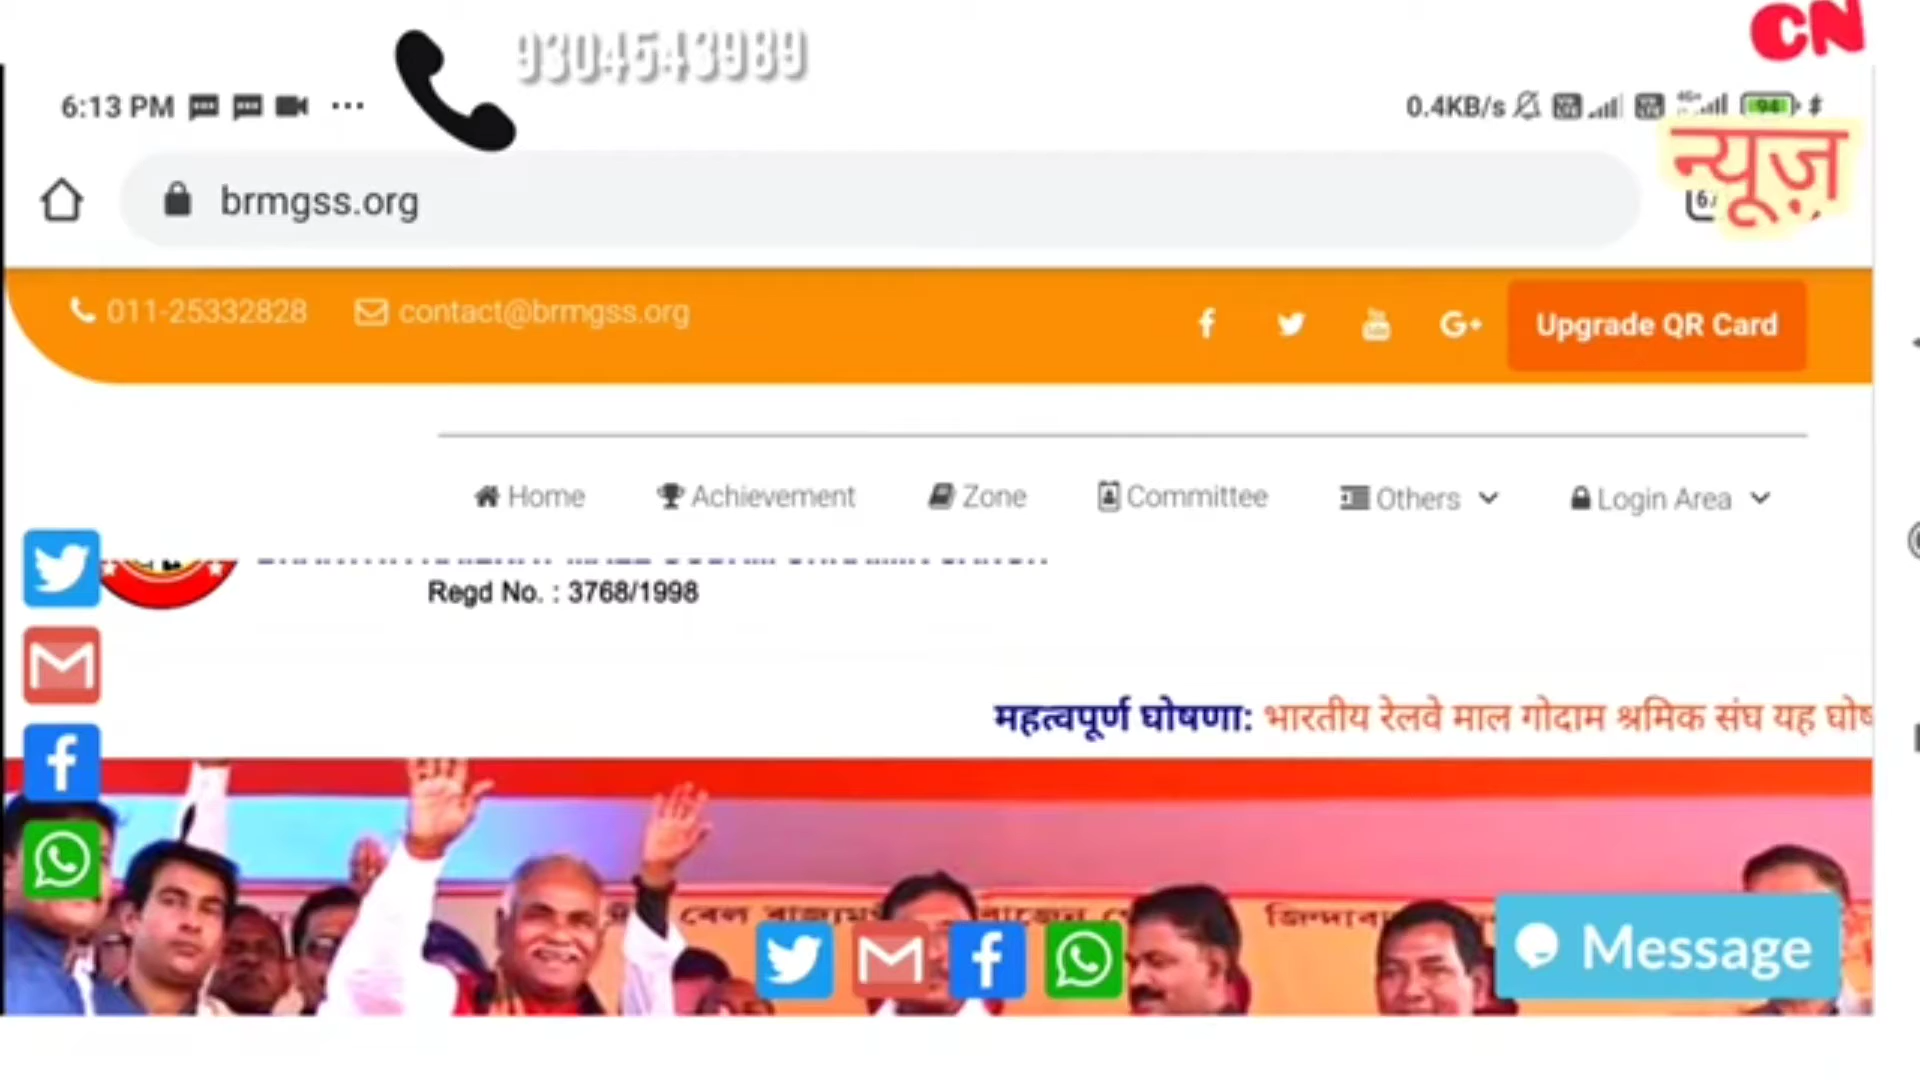 CN
9304543989
6:13 PM
0.4KB/s
94
न्यूज़
brmgss.org
011-25332828
contact@brmgss.org
G+
Upgrade QR Card
Home
Achievement
Zone
Committee
Others
Login Area
Regd No. : 3768/1998
महत्वपूर्ण घोषणा: भारतीय रेलवे माल गोदाम श्रमिक संघ यह
Message